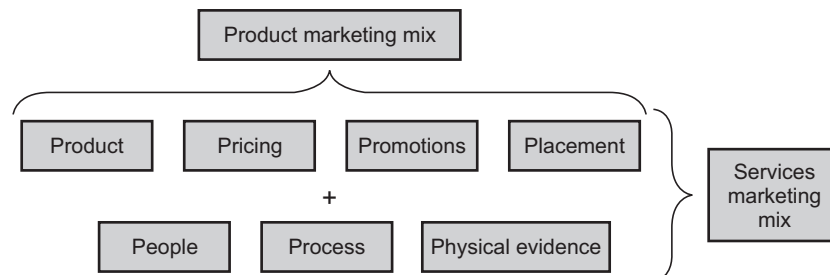 Product marketing mix
Product
Pricing
Promotions
Placement
+
People
Process
Physical evidence
Services
marketing
mix